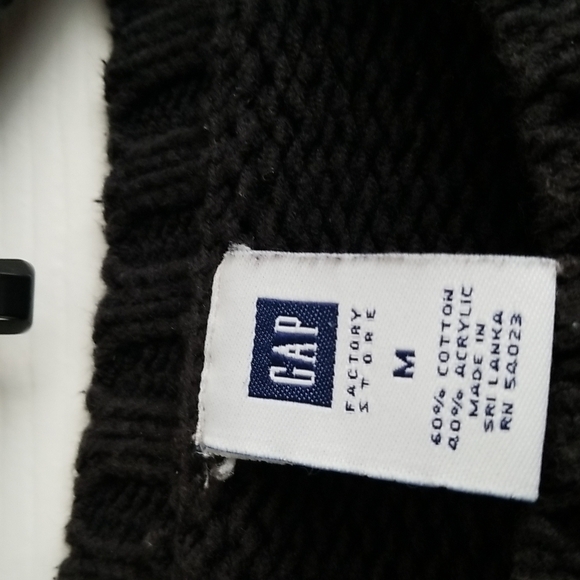 GAP
FACTORY
STORE
M
60% COTTON
40% ACRYLIC
MADE IN
SRI LANKA
RN 54023